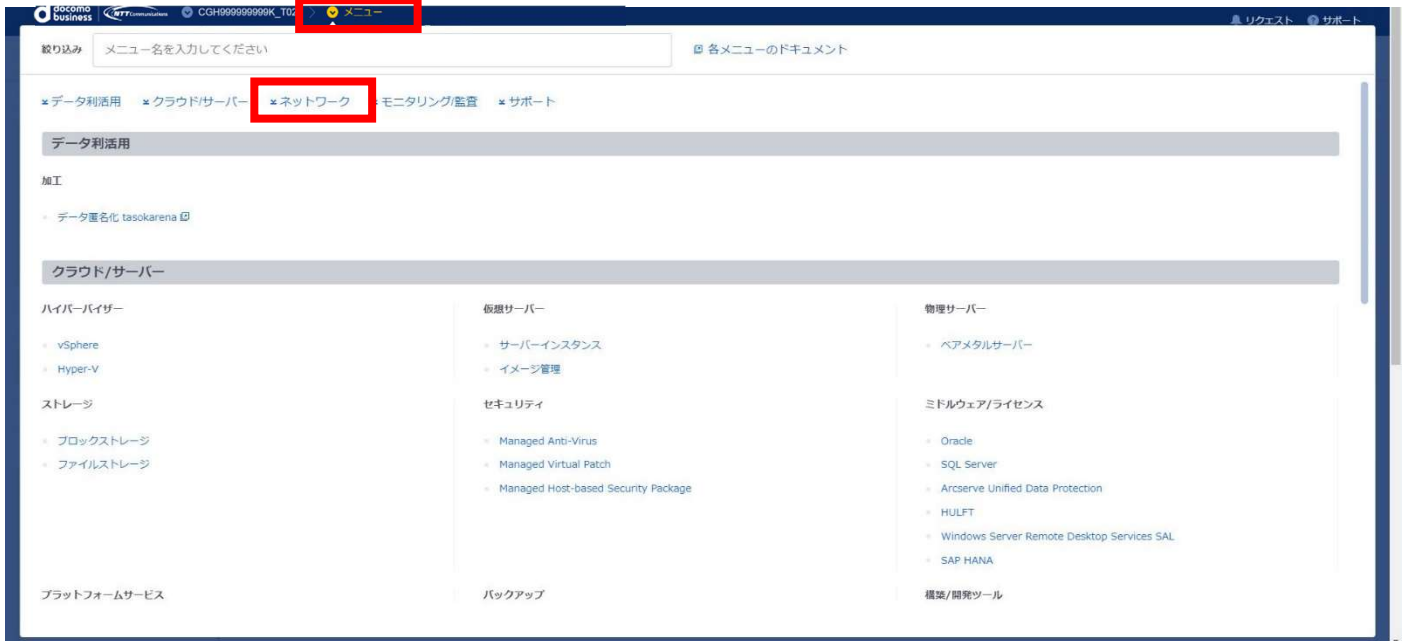 docomo business NTT Communications CGH999999999K_T02 メニュー リクエスト サポート
絞り込み メニュー名を入力してください 各メニューのドキュメント
データ利活用 クラウド/サーバー ネットワーク モニタリング/監査 サポート
データ利活用
加工
データ匿名化 tasokarena
クラウド/サーバー
ハイパーバイザー 仮想サーバー 物理サーバー
vSphere サーバーインスタンス ベアメタルサーバー
Hyper-V イメージ管理
ストレージ セキュリティ ミドルウェア/ライセンス
ブロックストレージ Managed Anti-Virus Oracle
ファイルストレージ Managed Virtual Patch SQL Server
Managed Host-based Security Package Arcserve Unified Data Protection
HULFT
Windows Server Remote Desktop Services SAL
SAP HANA
プラットフォームサービス バックアップ 構築/開発ツール